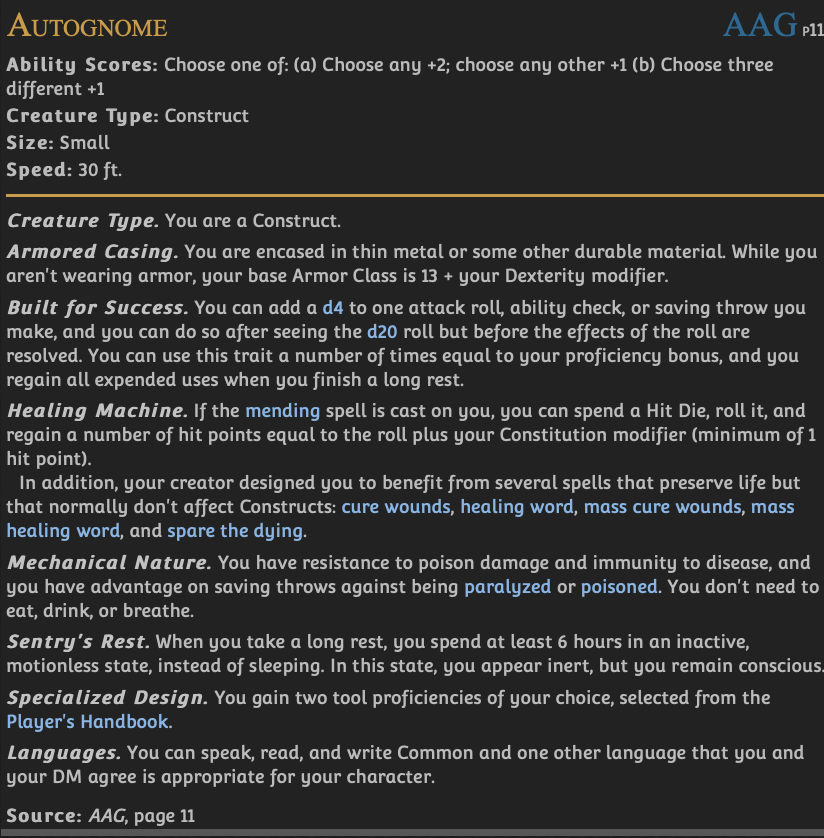 Autognome AAG p11
Ability Scores: Choose one of: (a) Choose any +2; choose any other +1 (b) Choose three
different +1
Creature Type: Construct
Size: Small
Speed: 30 ft.
Creature Type. You are a Construct.
Armored Casing. You are encased in thin metal or some other durable material. While you
aren't wearing armor, your base Armor Class is 13 + your Dexterity modifier.
Built for Success. You can add a d4 to one attack roll, ability check, or saving throw you
make, and you can do so after seeing the d20 roll but before the effects of the roll are
resolved. You can use this trait a number of times equal to your proficiency bonus, and you
regain all expended uses when you finish a long rest.
Healing Machine. If the mending spell is cast on you, you can spend a Hit Die, roll it, and
regain a number of hit points equal to the roll plus your Constitution modifier (minimum of 1
hit point).
In addition, your creator designed you to benefit from several spells that preserve life but
that normally don't affect Constructs: cure wounds, healing word, mass cure wounds, mass
healing word, and spare the dying.
Mechanical Nature. You have resistance to poison damage and immunity to disease, and
you have advantage on saving throws against being paralyzed or poisoned. You don't need to
eat, drink, or breathe.
Sentry's Rest. When you take a long rest, you spend at least 6 hours in an inactive,
motionless state, instead of sleeping. In this state, you appear inert, but you remain conscious.
Specialized Design. You gain two tool proficiencies of your choice, selected from the
Player's Handbook.
Languages. You can speak, read, and write Common and one other language that you and
your DM agree is appropriate for your character.
Source: AAG, page 11